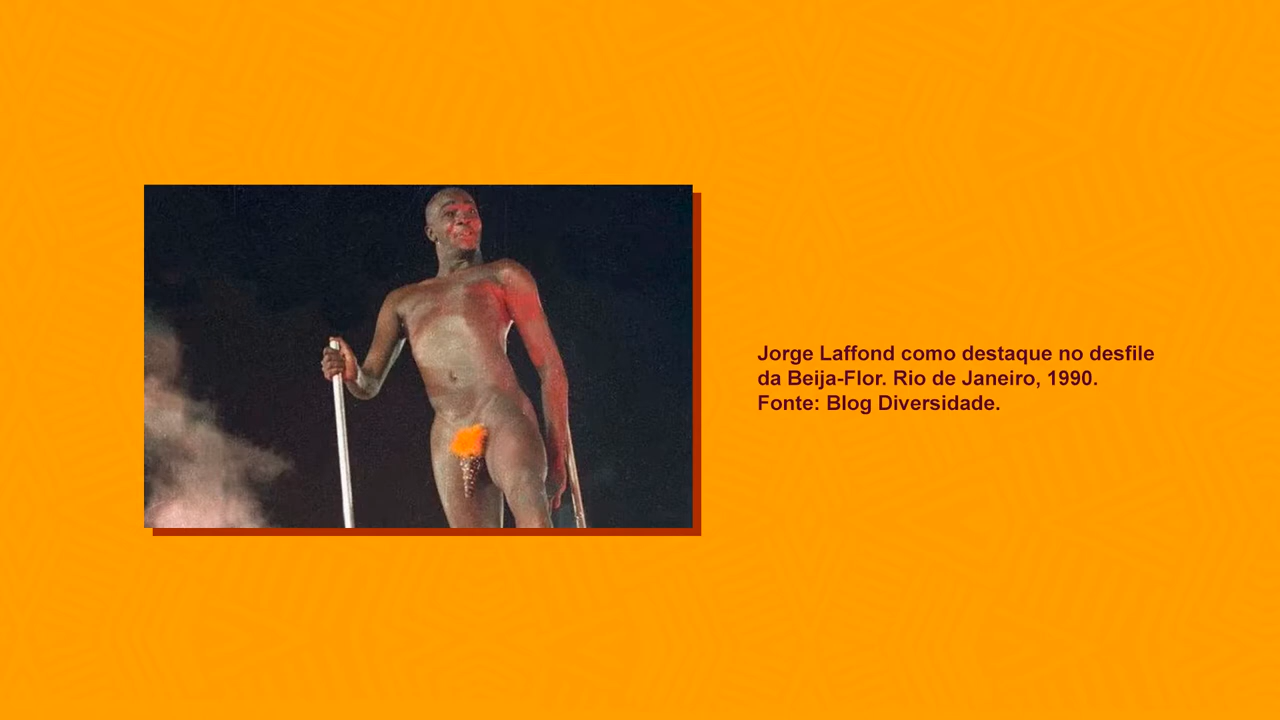 Jorge Laffond como destaque no desfile
da Beija-Flor. Rio de Janeiro, 1990.
Fonte: Blog Diversidade.